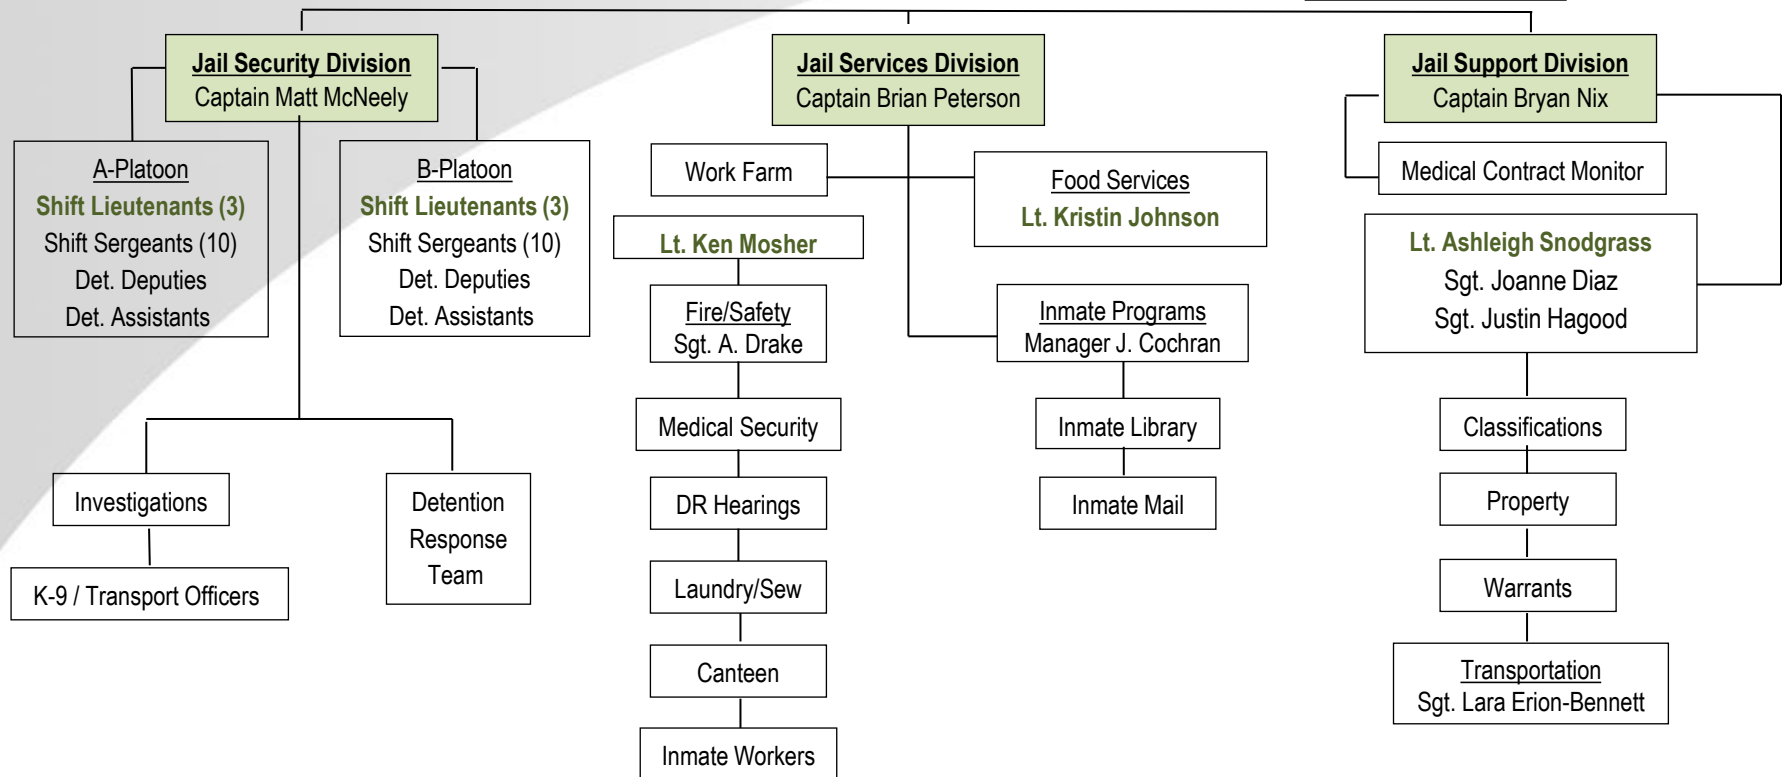 Jail Security Division
Captain Matt McNeely
A-Platoon
Shift Lieutenants (3)
Shift Sergeants (10)
Det. Deputies
Det. Assistants
B-Platoon
Shift Lieutenants (3)
Shift Sergeants (10)
Det. Deputies
Det. Assistants
Investigations
K-9 / Transport Officers
Detention
Response
Team
Jail Services Division
Captain Brian Peterson
Work Farm
Food Services
Lt. Kristin Johnson
Lt. Ken Mosher
Fire/Safety
Sgt. A. Drake
Medical Security
DR Hearings
Laundry/Sew
Canteen
Inmate Workers
Inmate Programs
Manager J. Cochran
Inmate Library
Inmate Mail
Jail Support Division
Captain Bryan Nix
Medical Contract Monitor
Lt. Ashleigh Snodgrass
Sgt. Joanne Diaz
Sgt. Justin Hagood
Classifications
Property
Warrants
Transportation
Sgt. Lara Erion-Bennett